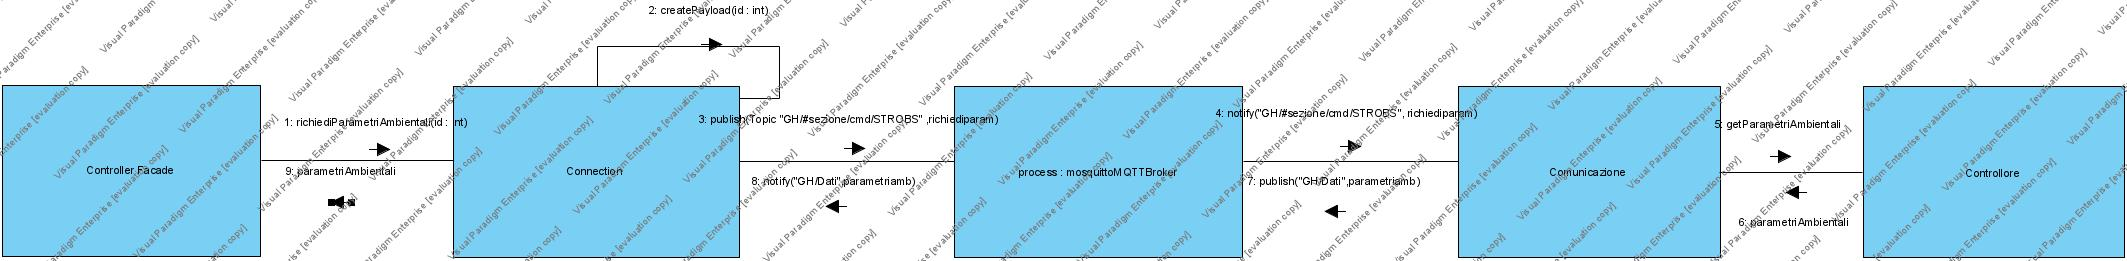 2: createPayload(id : int)
1: richiediParametriAmbientali(id : int)
3: publish(Topic "GH/#sezione/cmd/STROBS" ,richiediparam)
4: notify("GH/#sezione/cmd/STROBS" ,richiediparam)
5: getParametriAmbientali
Controller Facade
Connection
process : mosquittoMQTTBroker
Comunicazione
Controllore
9: parametriAmbientali
8: notify("GH/Dati",parametriamb)
7: publish("GH/Dati",parametriamb)
6: parametriAmbientali
Visual Paradigm Enterprise [evaluation copy]